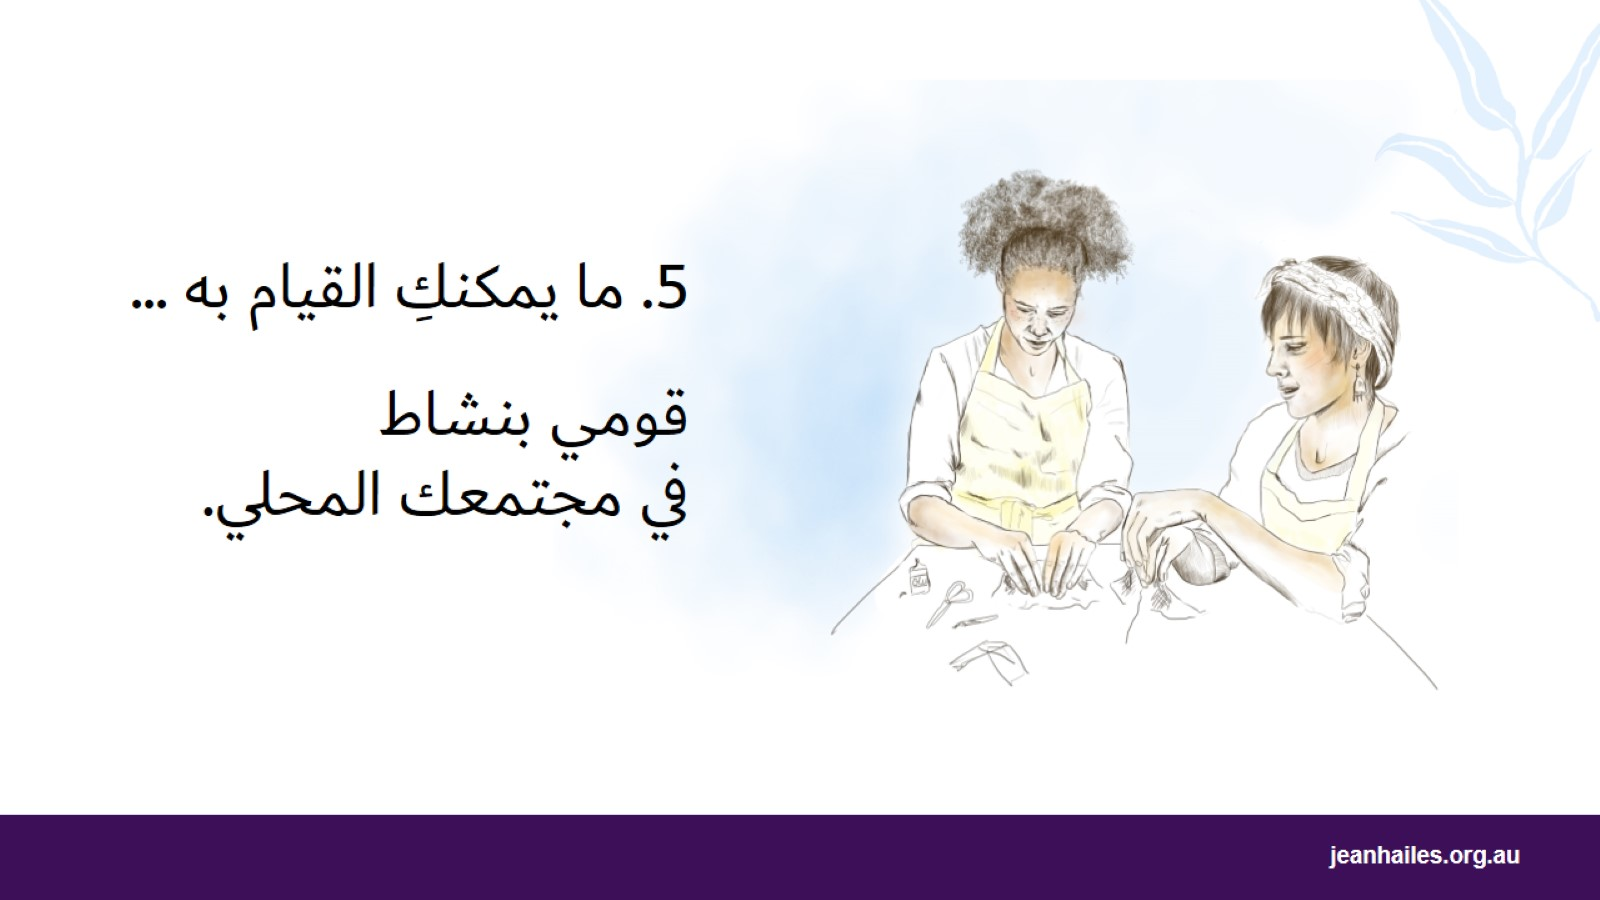 5. ما يمكنكِ القيام به ...
قومي بنشاط
في مجتمعك المحلي.
jeanhailes.org.au